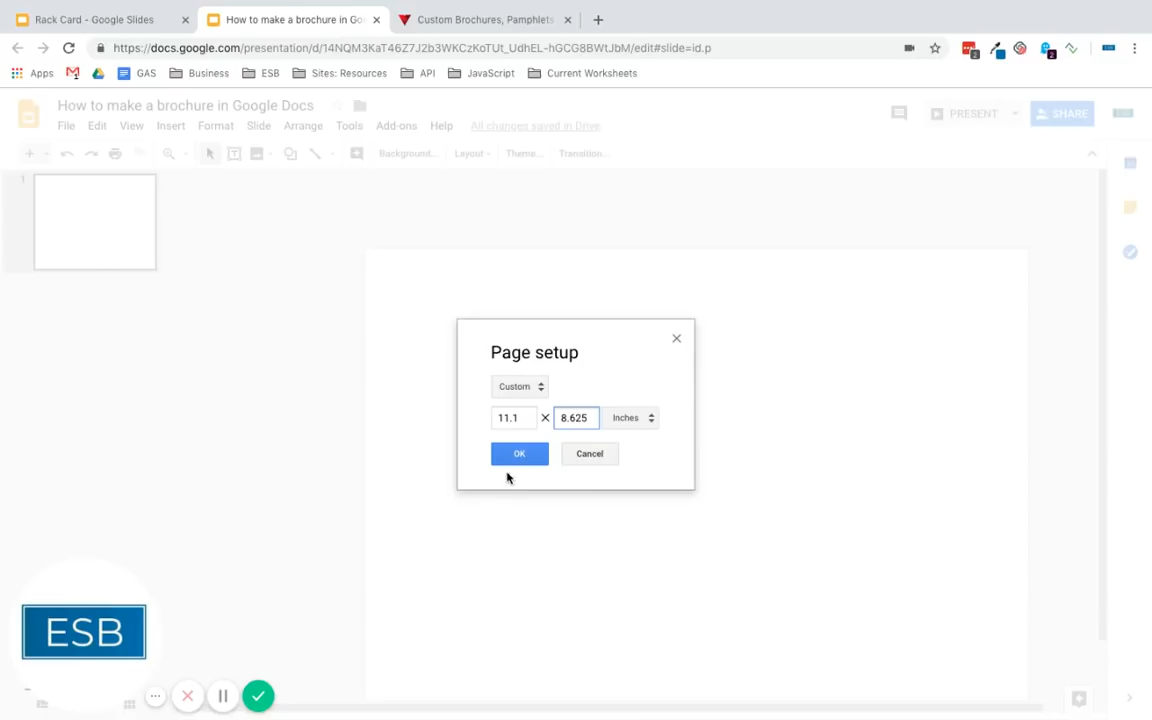 Rack Card - Google Slides
How to make a brochure in Go
Custom Brochures, Pamphlets
https://docs.google.com/presentation/d/14NQM3KaT46Z7J2b3WKCzKoTUt_UdhEL-hGCG8BWtJbM/edit#slide=id.p
Apps
GAS
Business
ESB
Sites: Resources
API
JavaScript
Current Worksheets
How to make a brochure in Google Docs
File Edit View Insert Format Slide Arrange Tools Add-ons Help All changes saved in Drive
PRESENT
SHARE
Background...
Layout
Theme...
Transition...
1
Page setup
Custom
11.1 × 8.625 Inches
OK Cancel
ESB